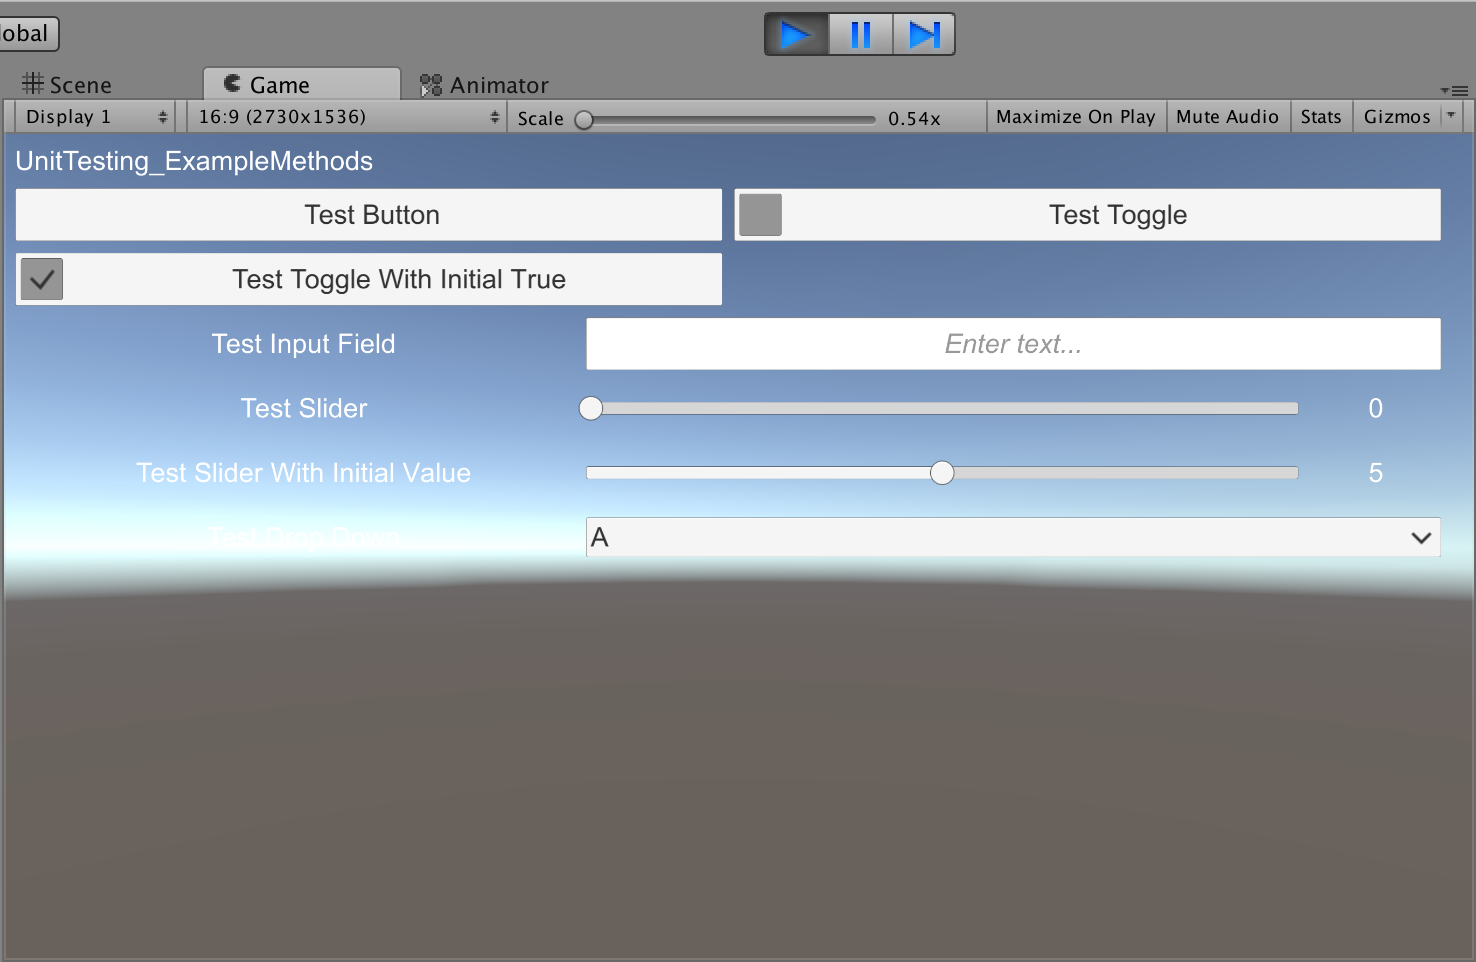 lobal
Scene Game Animator
Display 1 16:9 (2730x1536) Scale 0.54x Maximize On Play Mute Audio Stats Gizmos
UnitTesting_ExampleMethods
Test Button Test Toggle
Test Toggle With Initial True
Test Input Field Enter text...
Test Slider 0
Test Slider With Initial Value 5
Test Drop Down A